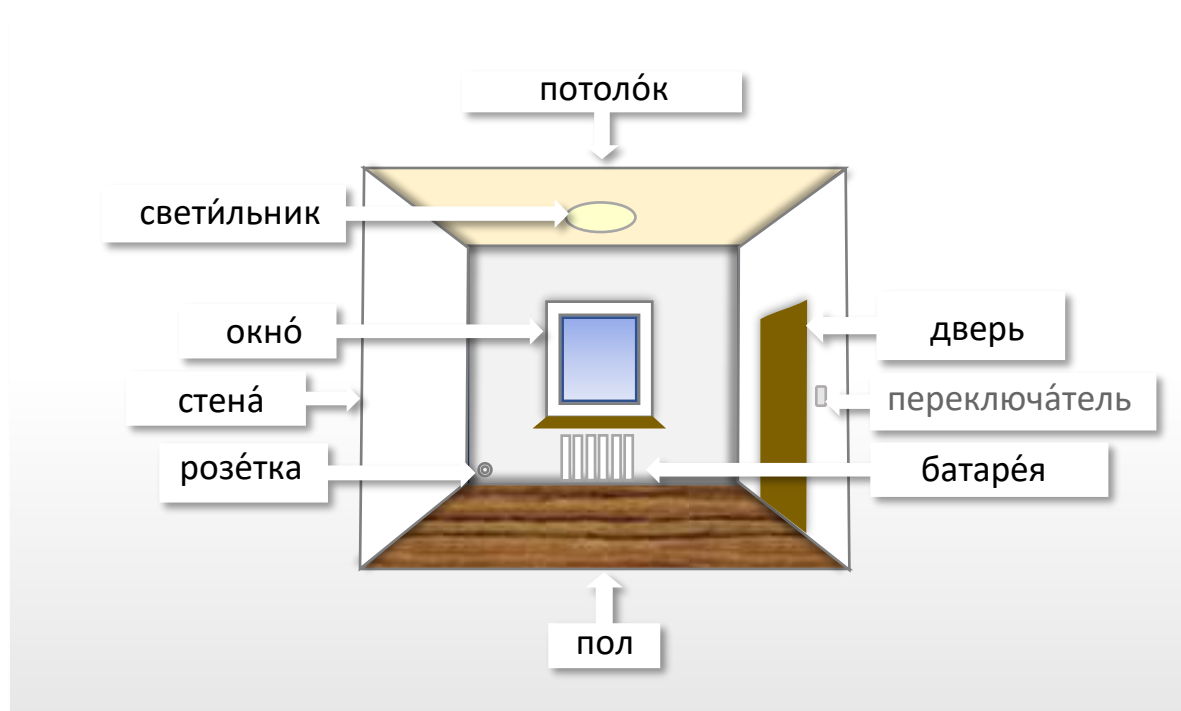 потоло́к
свети́льник
окно́
дверь
стена́
переключа́тель
розе́тка
батаре́я
пол